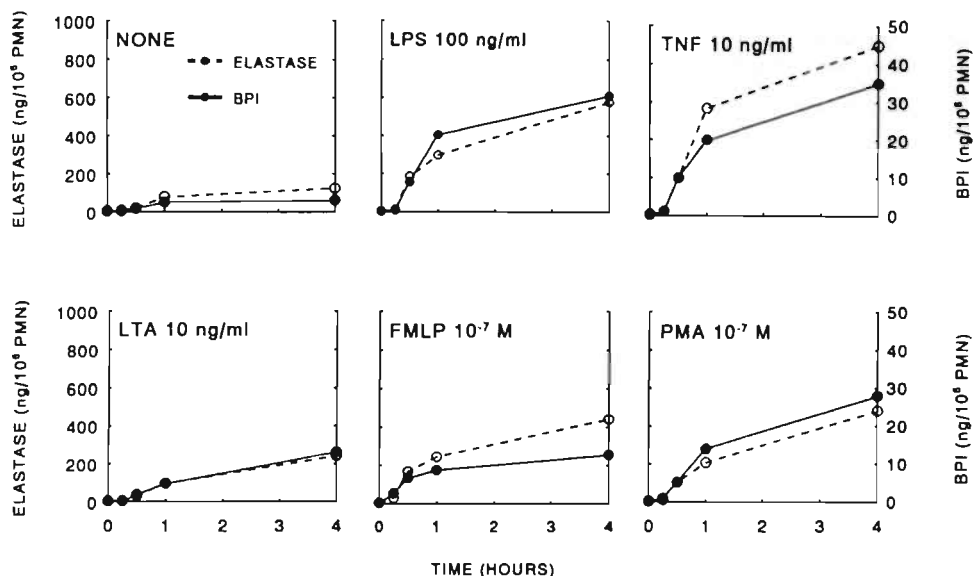 ELASTASE (ng/10⁶ PMN)
1000
800
600
400
200
0
NONE
ELASTASE
BPI
LPS 100 ng/ml
TNF 10 ng/ml
50
40
30
20
10
0
BPI (ng/10⁶ PMN)
ELASTASE (ng/10⁶ PMN)
1000
800
600
400
200
0
LTA 10 ng/ml
FMLP 10⁻⁷ M
PMA 10⁻⁷ M
50
40
30
20
10
0
BPI (ng/10⁶ PMN)
0 1 2 3 4
0 1 2 3 4
0 1 2 3 4
TIME (HOURS)